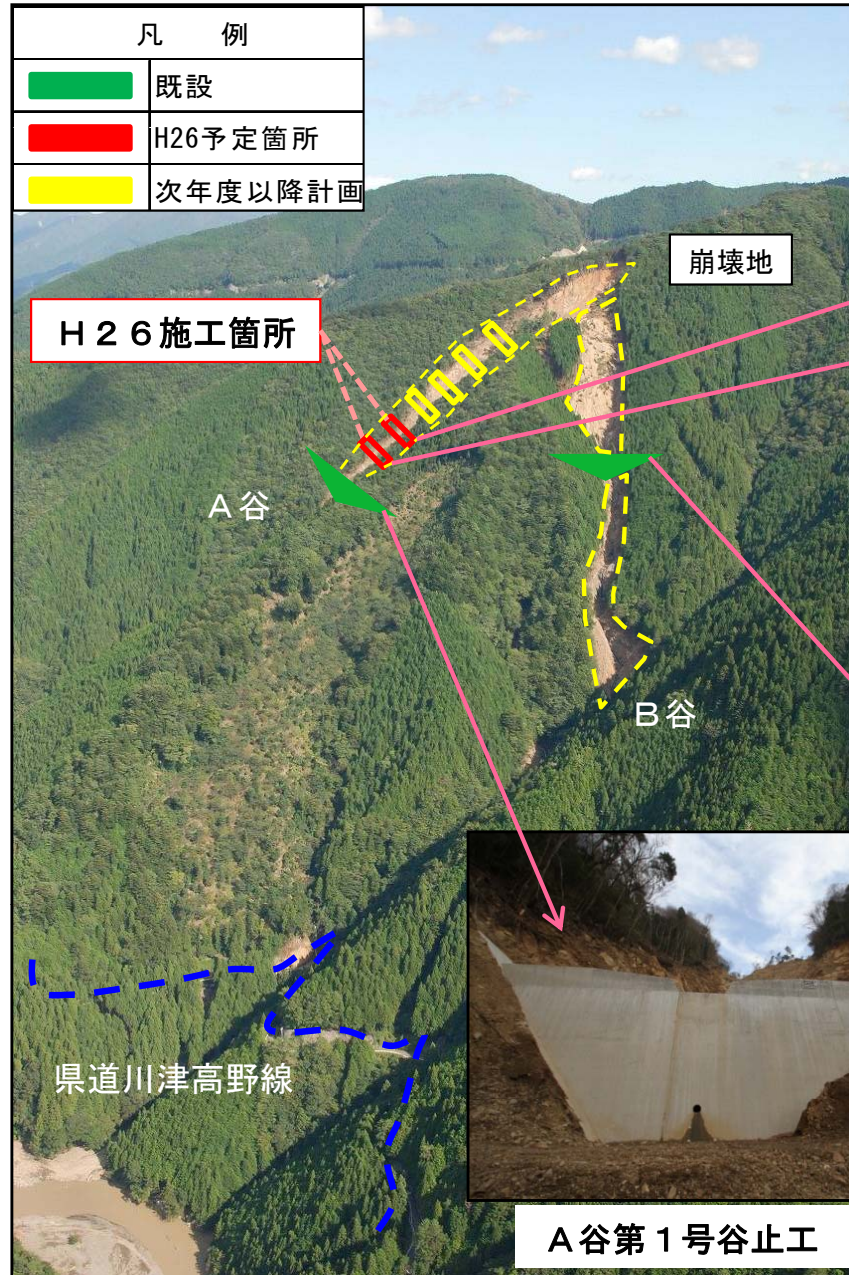 凡　　例
既設
H26予定箇所
次年度以降計画
崩壊地
Ｈ２６施工箇所
Ａ谷
Ｂ谷
県道川津高野線
Ａ谷第１号谷止工